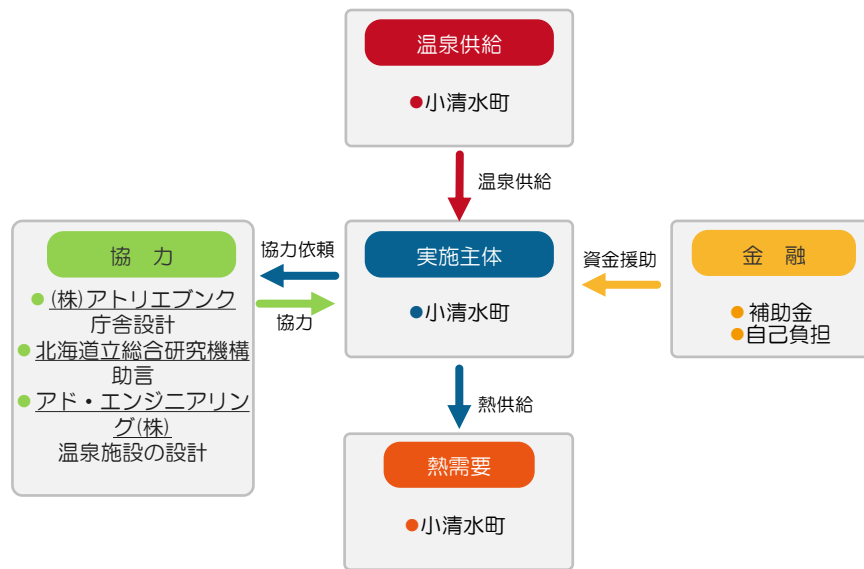 温泉供給
●小清水町
温泉供給
協　力
●(株)アトリエブンク
庁舎設計
●北海道立総合研究機構
助言
●アド・エンジニアリン
グ(株)
温泉施設の設計
協力依頼
協力
実施主体
●小清水町
資金援助
金　融
●補助金
●自己負担
熱供給
熱需要
●小清水町